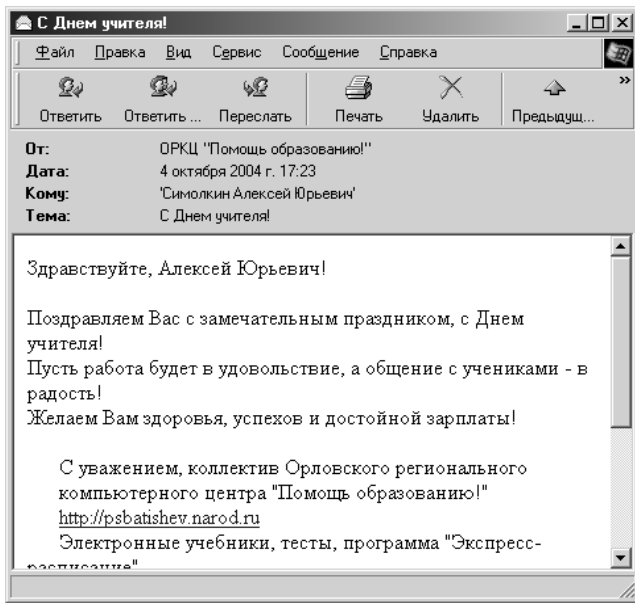 С Днем учителя!
Файл Правка Вид Сервис Сообщение Справка
Ответить Ответить ... Переслать Печать Удалить Предыдущ... »
От: ОРКЦ "Помощь образованию!"
Дата: 4 октября 2004 г. 17:23
Кому: 'Симолкин Алексей Юрьевич'
Тема: С Днем учителя!
Здравствуйте, Алексей Юрьевич!
Поздравляем Вас с замечательным праздником, с Днем
учителя!
Пусть работа будет в удовольствие, а общение с учениками - в
радость!
Желаем Вам здоровья, успехов и достойной зарплаты!
С уважением, коллектив Орловского регионального
компьютерного центра "Помощь образованию!"
http://psbatishev.narod.ru
Электронные учебники, тесты, программа "Экспресс-
расписание"